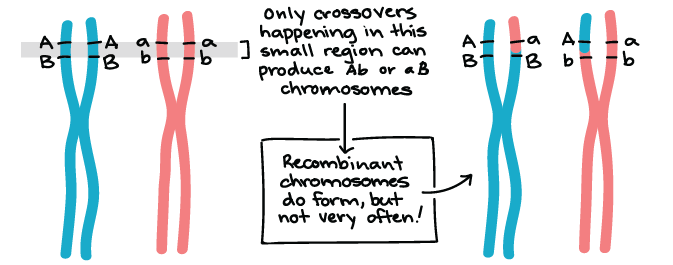 Only crossovers
happening in this
small region can
produce Ab or aB
chromosomes
A A a a
B B b b
Recombinant
chromosomes
do form, but
not very often!
A a A a
B B b b